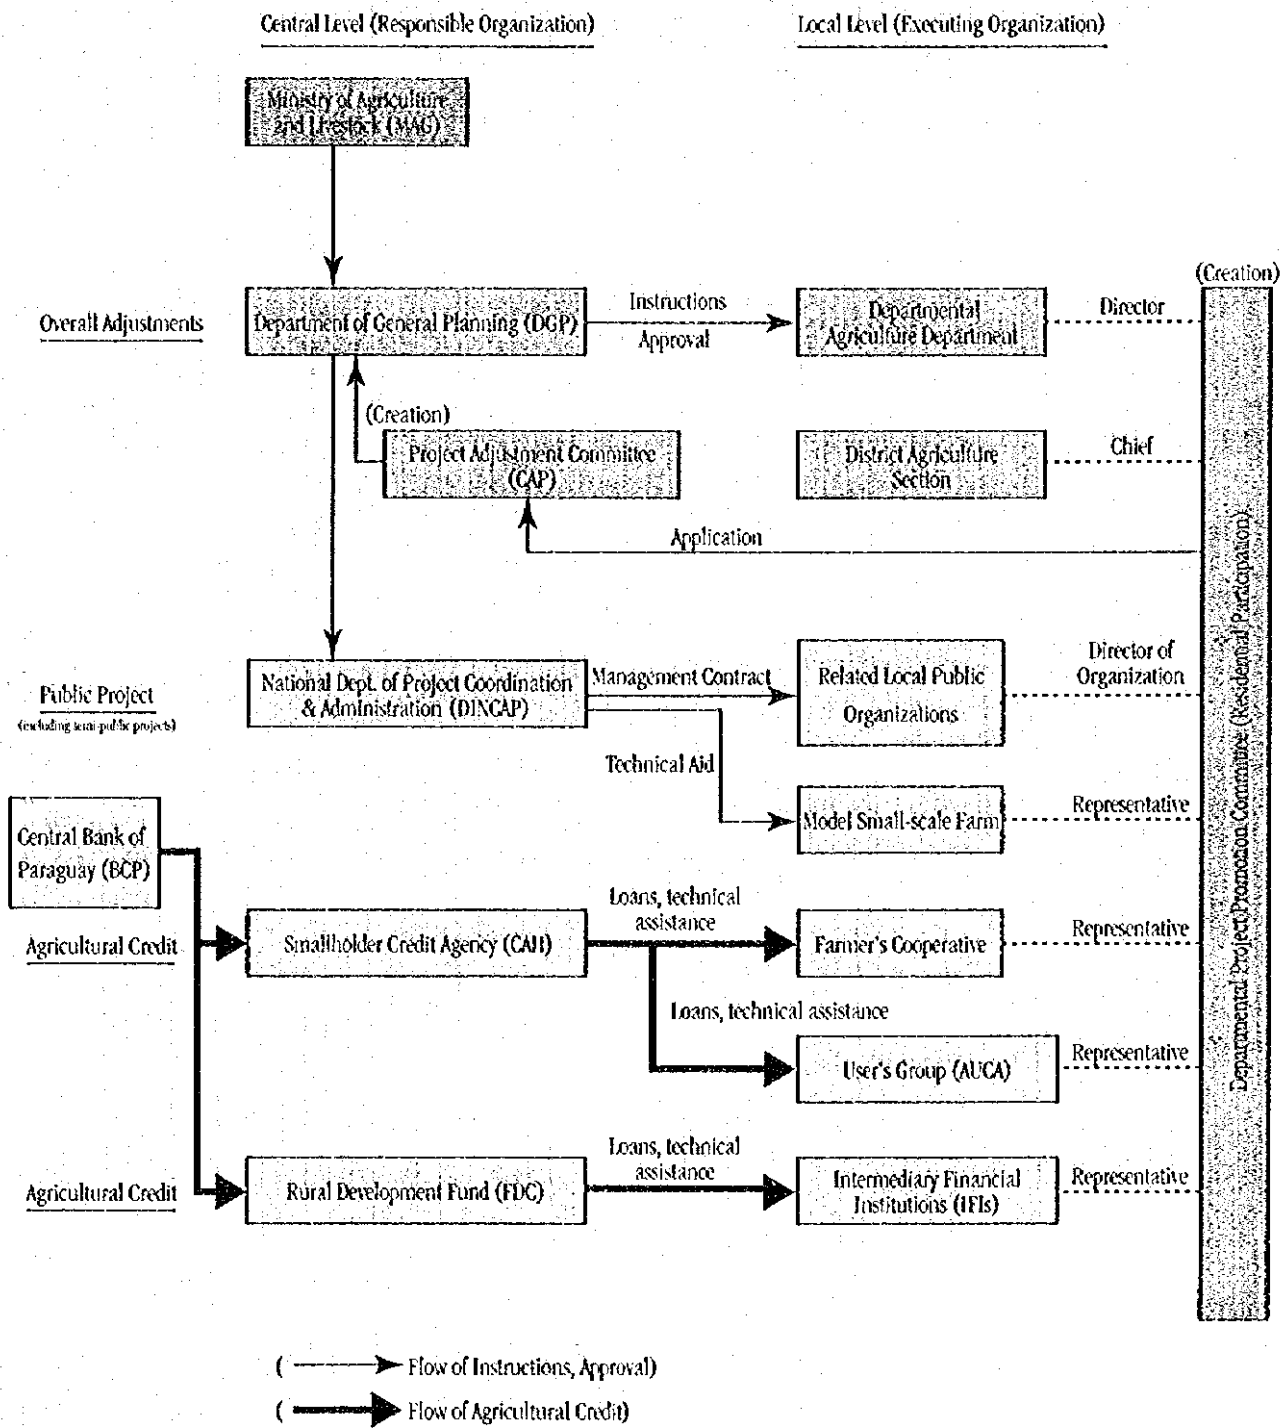 Central Level (Responsible Organization)
Local Level (Executing Organization)
Ministry of Agriculture
and Livestock (MAG)
(Creation)
Overall Adjustments
Department of General Planning (DGP)
Instructions
Approval
Departmental
Agriculture Department
Director
(Creation)
Project Adjustment Committee
(CAP)
District Agriculture
Section
Chief
Application
Departmental Project Promotion Committee (Residential Participation)
Public Project
(excluding semi-public projects)
National Dept. of Project Coordination
& Administration (DINCAP)
Management Contract
Related Local Public
Organizations
Director of
Organization
Technical Aid
Model Small-scale Farm
Representative
Central Bank of
Paraguay (BCP)
Agricultural Credit
Smallholder Credit Agency (CAH)
Loans, technical
assistance
Farmer's Cooperative
Representative
Loans, technical assistance
User's Group (AUCA)
Representative
Agricultural Credit
Rural Development Fund (FDC)
Loans, technical
assistance
Intermediary Financial
Institutions (IFIs)
Representative
( Flow of Instructions, Approval)
( Flow of Agricultural Credit)